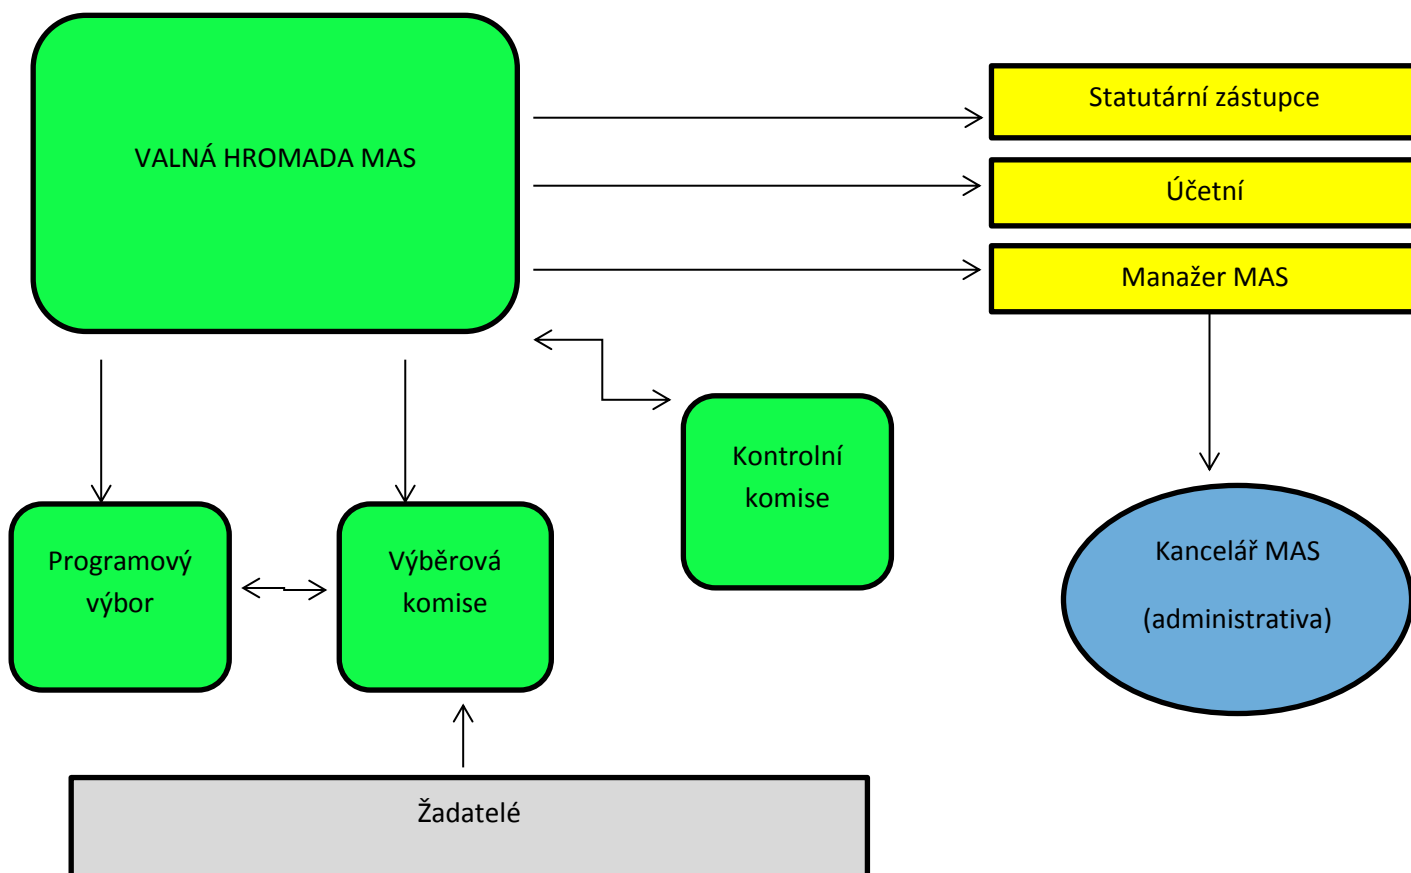 VALNÁ HROMADA MAS
Statutární zástupce
Účetní
Manažer MAS
Kontrolní
komise
Programový
výbor
Výběrová
komise
Kancelář MAS
(administrativa)
Žadatelé